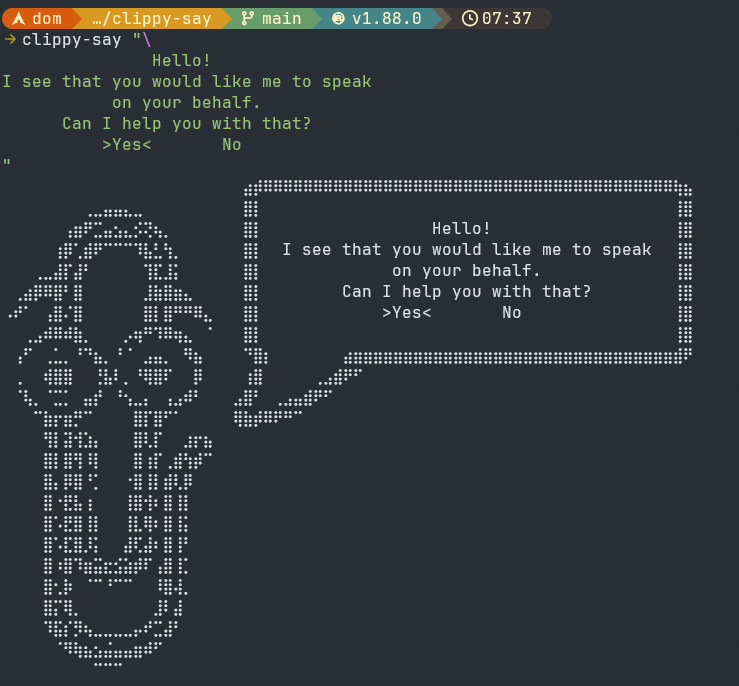 dom …/clippy-say main v1.88.0 07:37
→ clippy-say "\
Hello!
I see that you would like me to speak
on your behalf.
Can I help you with that?
>Yes< No
"
Hello!
I see that you would like me to speak
on your behalf.
Can I help you with that?
>Yes< No